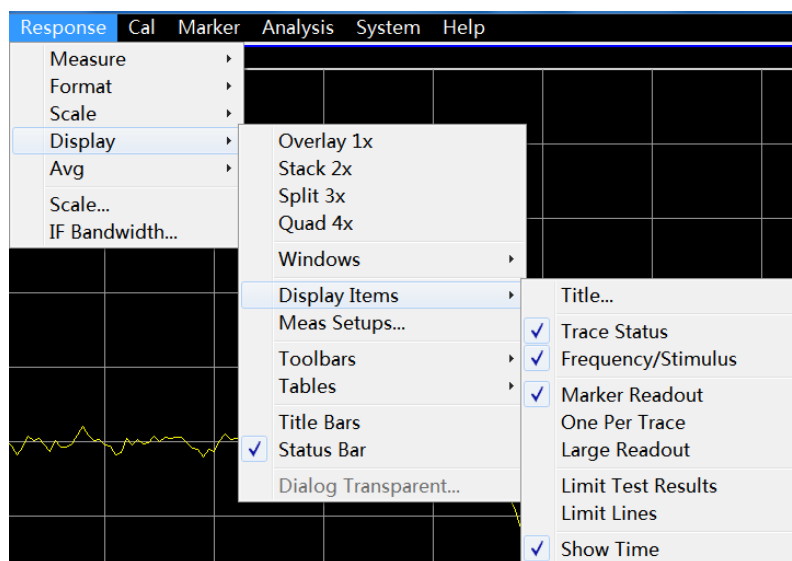 Response Cal Marker Analysis System Help
Measure
Format
Scale
Display
Avg
Scale...
IF Bandwidth...
Overlay 1x
Stack 2x
Split 3x
Quad 4x
Windows
Display Items
Meas Setups...
Toolbars
Tables
Title Bars
Status Bar
Dialog Transparent...
Title...
Trace Status
Frequency/Stimulus
Marker Readout
One Per Trace
Large Readout
Limit Test Results
Limit Lines
Show Time